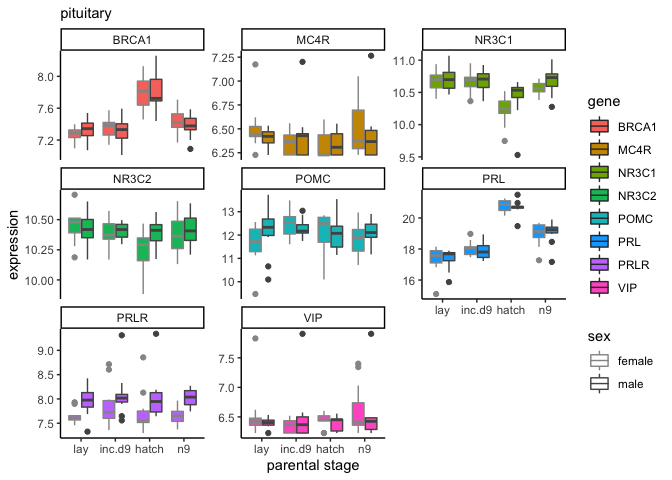 pituitary
BRCA1
MC4R
NR3C1
8.0
7.6
7.2
7.25
7.00
6.75
6.50
6.25
11.0
10.5
10.0
9.5
NR3C2
POMC
PRL
10.50
10.25
10.00
13
12
11
10
20
18
16
lay inc.d9 hatch n9
PRLR
VIP
9.0
8.5
8.0
7.5
7.5
7.0
6.5
lay inc.d9 hatch n9
lay inc.d9 hatch n9
parental stage
expression
gene
BRCA1
MC4R
NR3C1
NR3C2
POMC
PRL
PRLR
VIP
sex
female
male